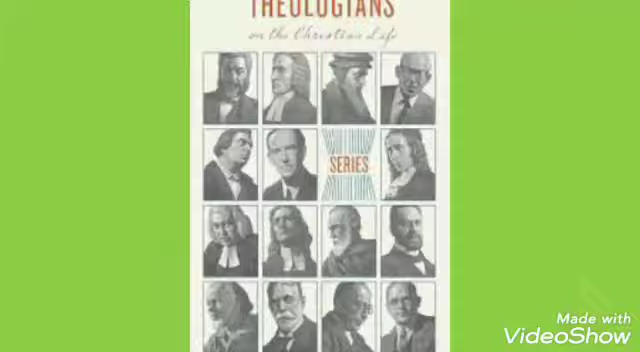 THEOLOGIANS
on the Christian Life
SERIES
Made with
VideoShow